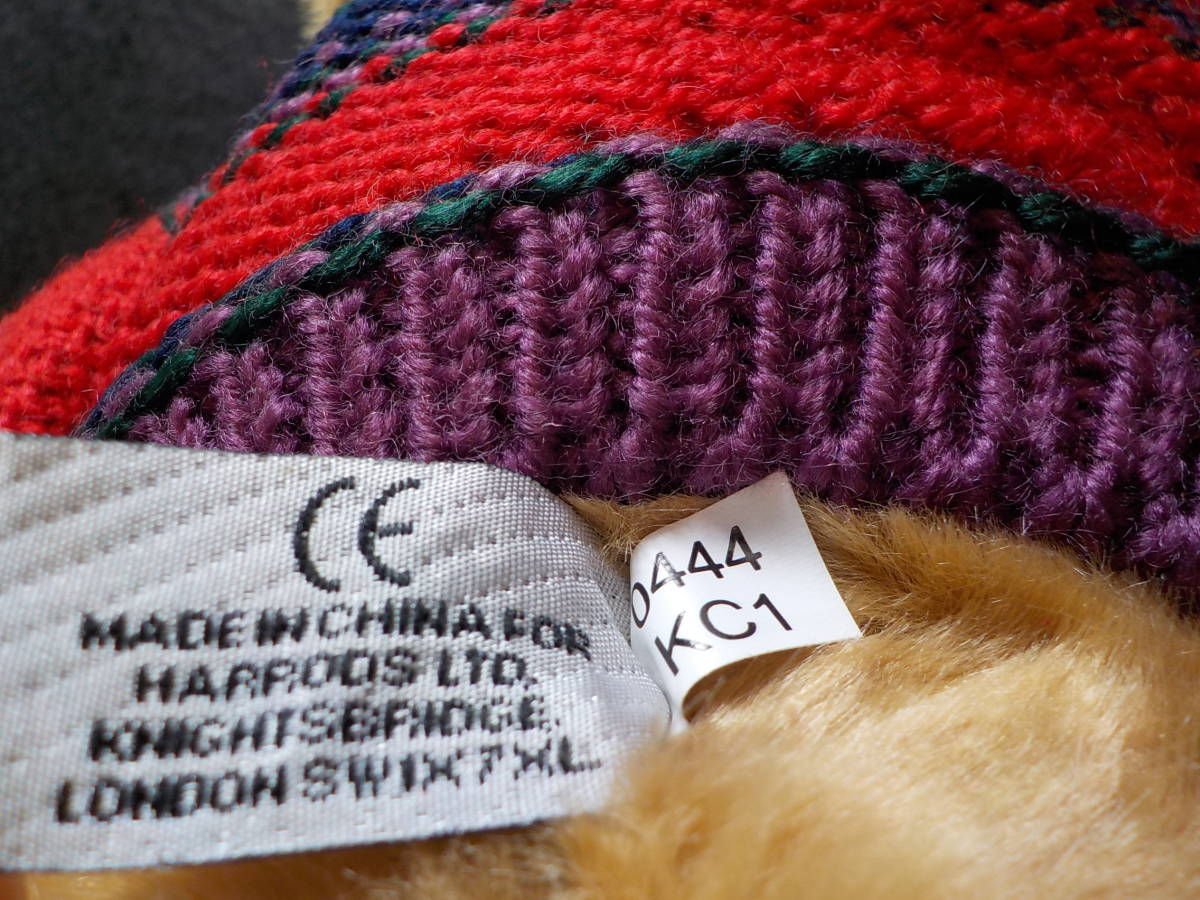 CE
MADE IN CHINA FOR
HARRODS LTD.
KNIGHTSBRIDGE,
LONDON SW1X 7XL.
0444
KC1